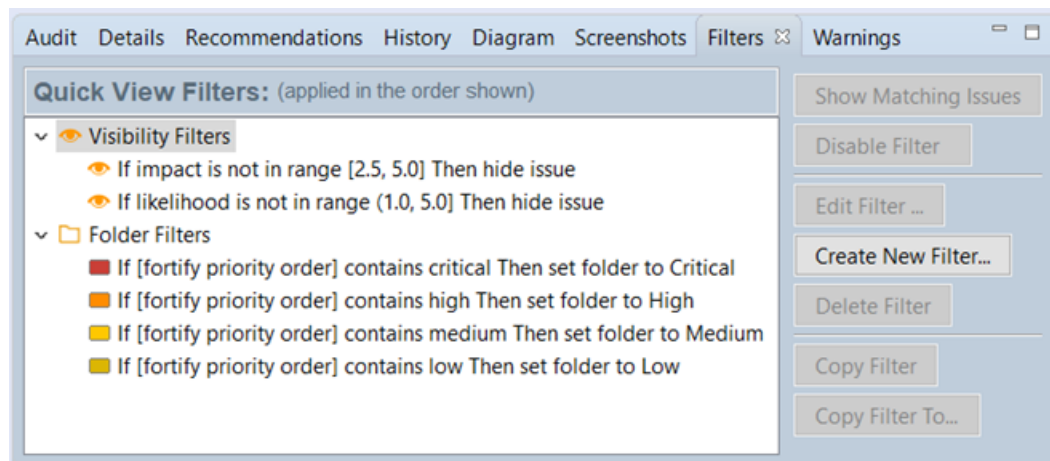 Audit Details Recommendations History Diagram Screenshots Filters Warnings
Quick View Filters: (applied in the order shown)
Visibility Filters
If impact is not in range [2.5, 5.0] Then hide issue
If likelihood is not in range (1.0, 5.0] Then hide issue
Folder Filters
If [fortify priority order] contains critical Then set folder to Critical
If [fortify priority order] contains high Then set folder to High
If [fortify priority order] contains medium Then set folder to Medium
If [fortify priority order] contains low Then set folder to Low
Show Matching Issues
Disable Filter
Edit Filter ...
Create New Filter...
Delete Filter
Copy Filter
Copy Filter To...